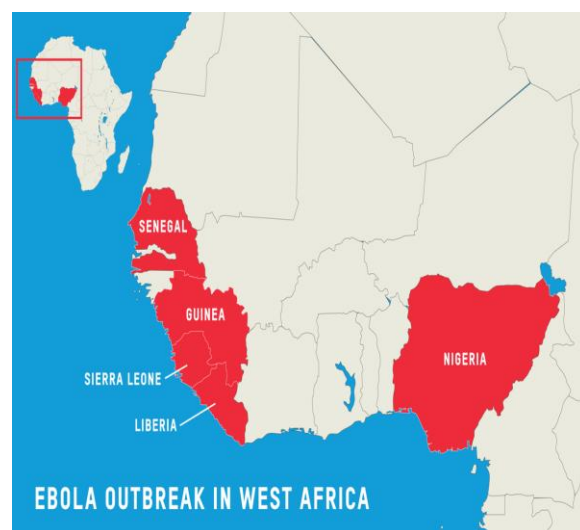 SENEGAL
GUINEA
SIERRA LEONE
LIBERIA
NIGERIA
EBOLA OUTBREAK IN WEST AFRICA